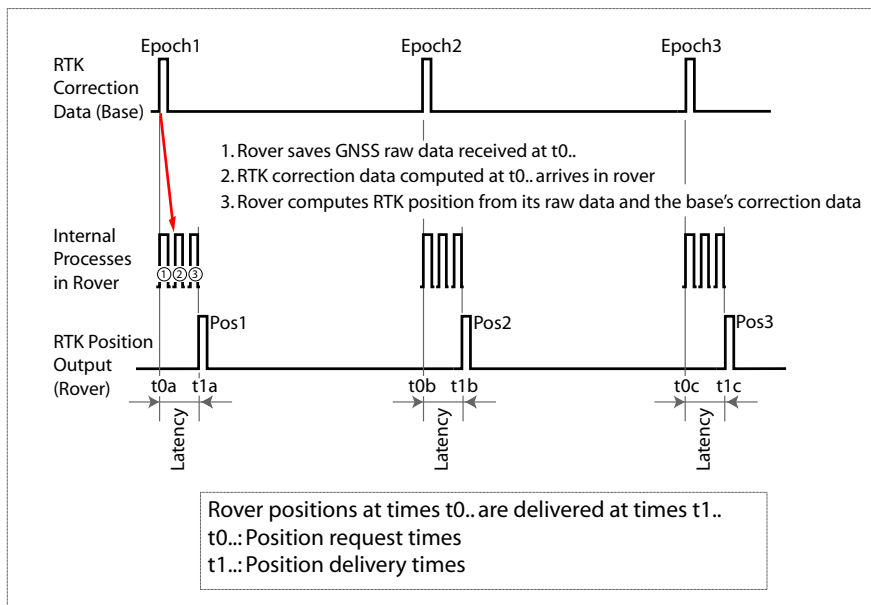 Epoch1 Epoch2 Epoch3
RTK
Correction
Data (Base)
1. Rover saves GNSS raw data received at t0..
2. RTK correction data computed at t0.. arrives in rover
3. Rover computes RTK position from its raw data and the base's correction data
Internal
Processes
in Rover
1 2 3
Pos1 Pos2 Pos3
RTK Position
Output
(Rover)
t0a t1a t0b t1b t0c t1c
Latency Latency Latency
Rover positions at times t0.. are delivered at times t1..
t0..: Position request times
t1..: Position delivery times